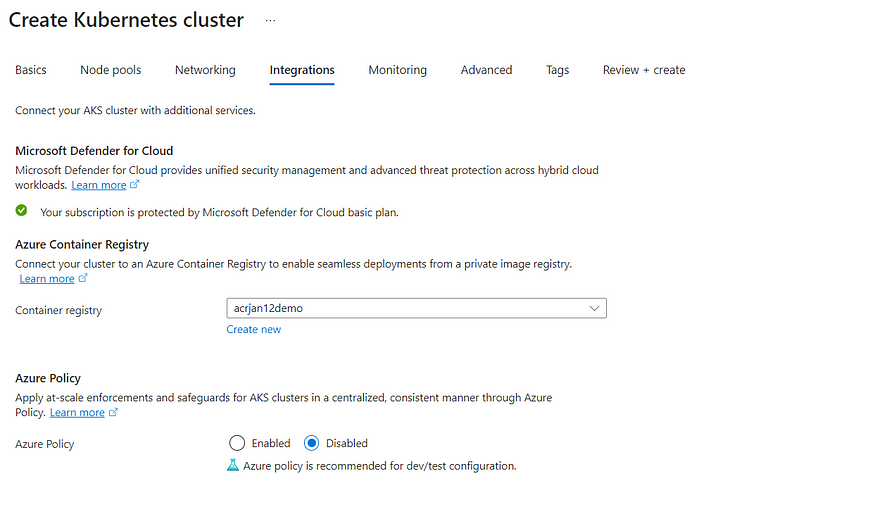 Create Kubernetes cluster ...
Basics Node pools Networking Integrations Monitoring Advanced Tags Review + create
Connect your AKS cluster with additional services.
Microsoft Defender for Cloud
Microsoft Defender for Cloud provides unified security management and advanced threat protection across hybrid cloud
workloads. Learn more
Your subscription is protected by Microsoft Defender for Cloud basic plan.
Azure Container Registry
Connect your cluster to an Azure Container Registry to enable seamless deployments from a private image registry.
Learn more
Container registry acrjan12demo
Create new
Azure Policy
Apply at-scale enforcements and safeguards for AKS clusters in a centralized, consistent manner through Azure
Policy. Learn more
Azure Policy Enabled Disabled
Azure policy is recommended for dev/test configuration.